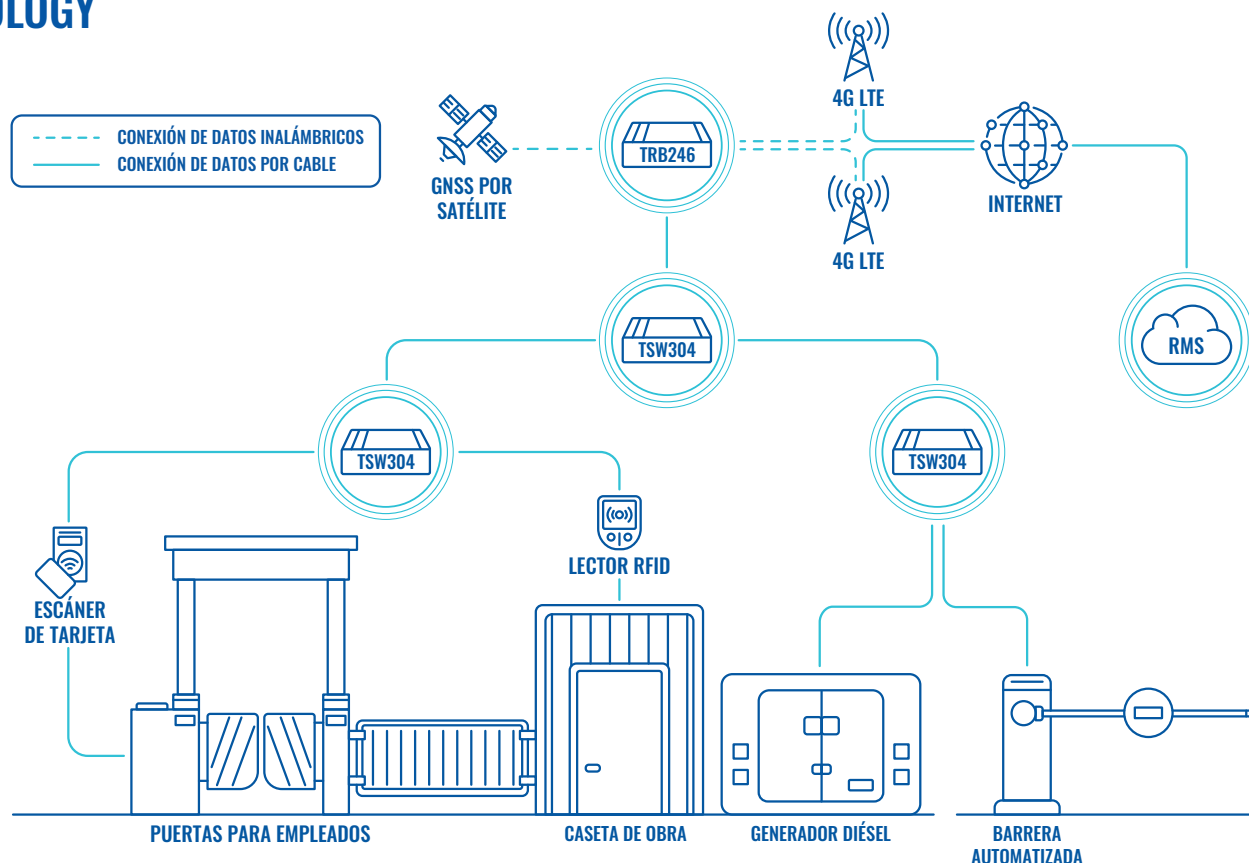 OLOGY
CONEXIÓN DE DATOS INALÁMBRICOS
CONEXIÓN DE DATOS POR CABLE
GNSS POR
SATÉLITE
TRB246
4G LTE
4G LTE
INTERNET
RMS
TSW304
TSW304
TSW304
ESCÁNER
DE TARJETA
LECTOR RFID
PUERTAS PARA EMPLEADOS
CASETA DE OBRA
GENERADOR DIÉSEL
BARRERA
AUTOMATIZADA